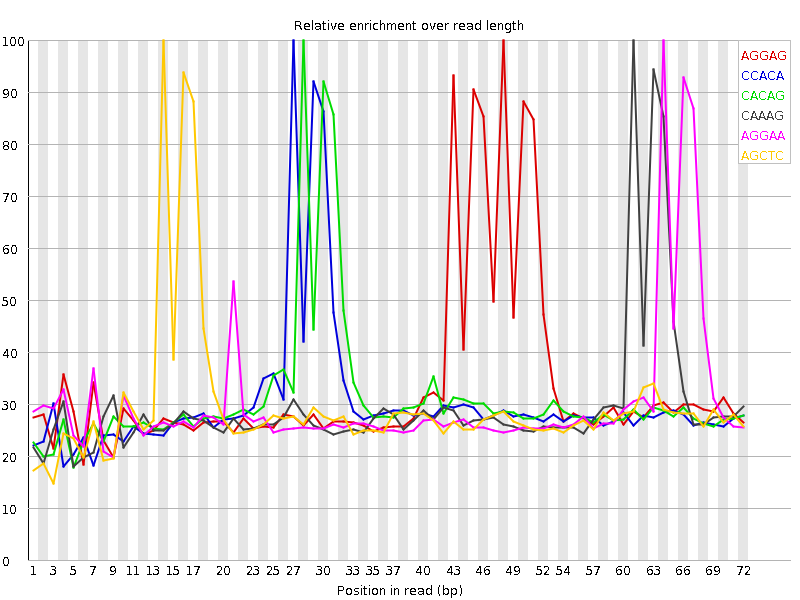 Relative enrichment over read length
100
90
80
70
60
50
40
30
20
10
0
AGGAG
CCACA
CACAG
CAAAG
AGGAA
AGCTC
1 2 3 5 7 9 11 13 15 17 20 23 25 27 30 33 35 37 40 43 46 49 52 54 57 60 63 66 69 72
Position in read (bp)